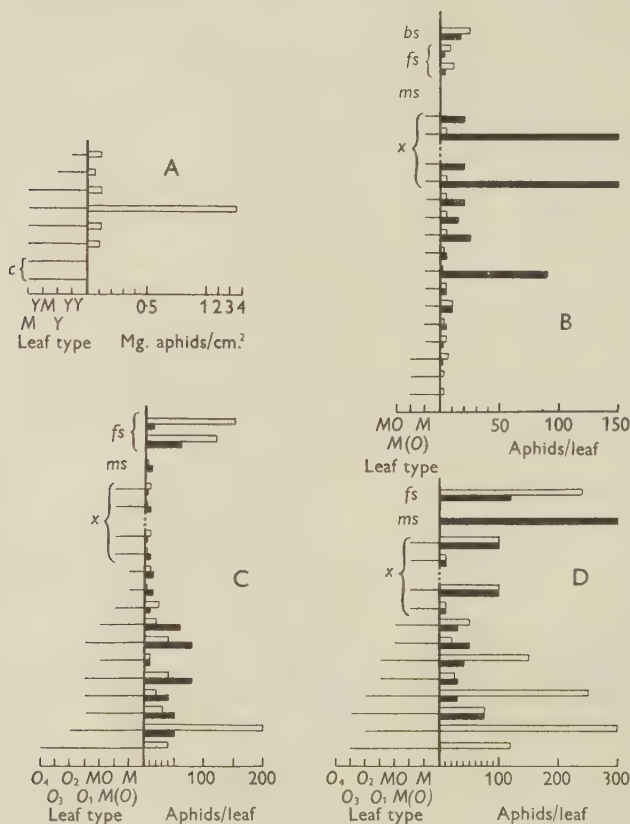 A
c {
0·5 1 2 3 4
YM YY
M Y
Leaf type Mg. aphids/cm.²
bs
fs {
ms
x {
B
50 100 150
MO M
M(O)
Aphids/leaf
Leaf type
fs {
ms
x {
C
100 200
O₄ O₂ MO M
O₃ O₁ M(O)
Leaf type Aphids/leaf
fs
ms
x {
D
100 200 300
O₄ O₂ MO M
O₃ O₁ M(O)
Leaf type Aphids/leaf